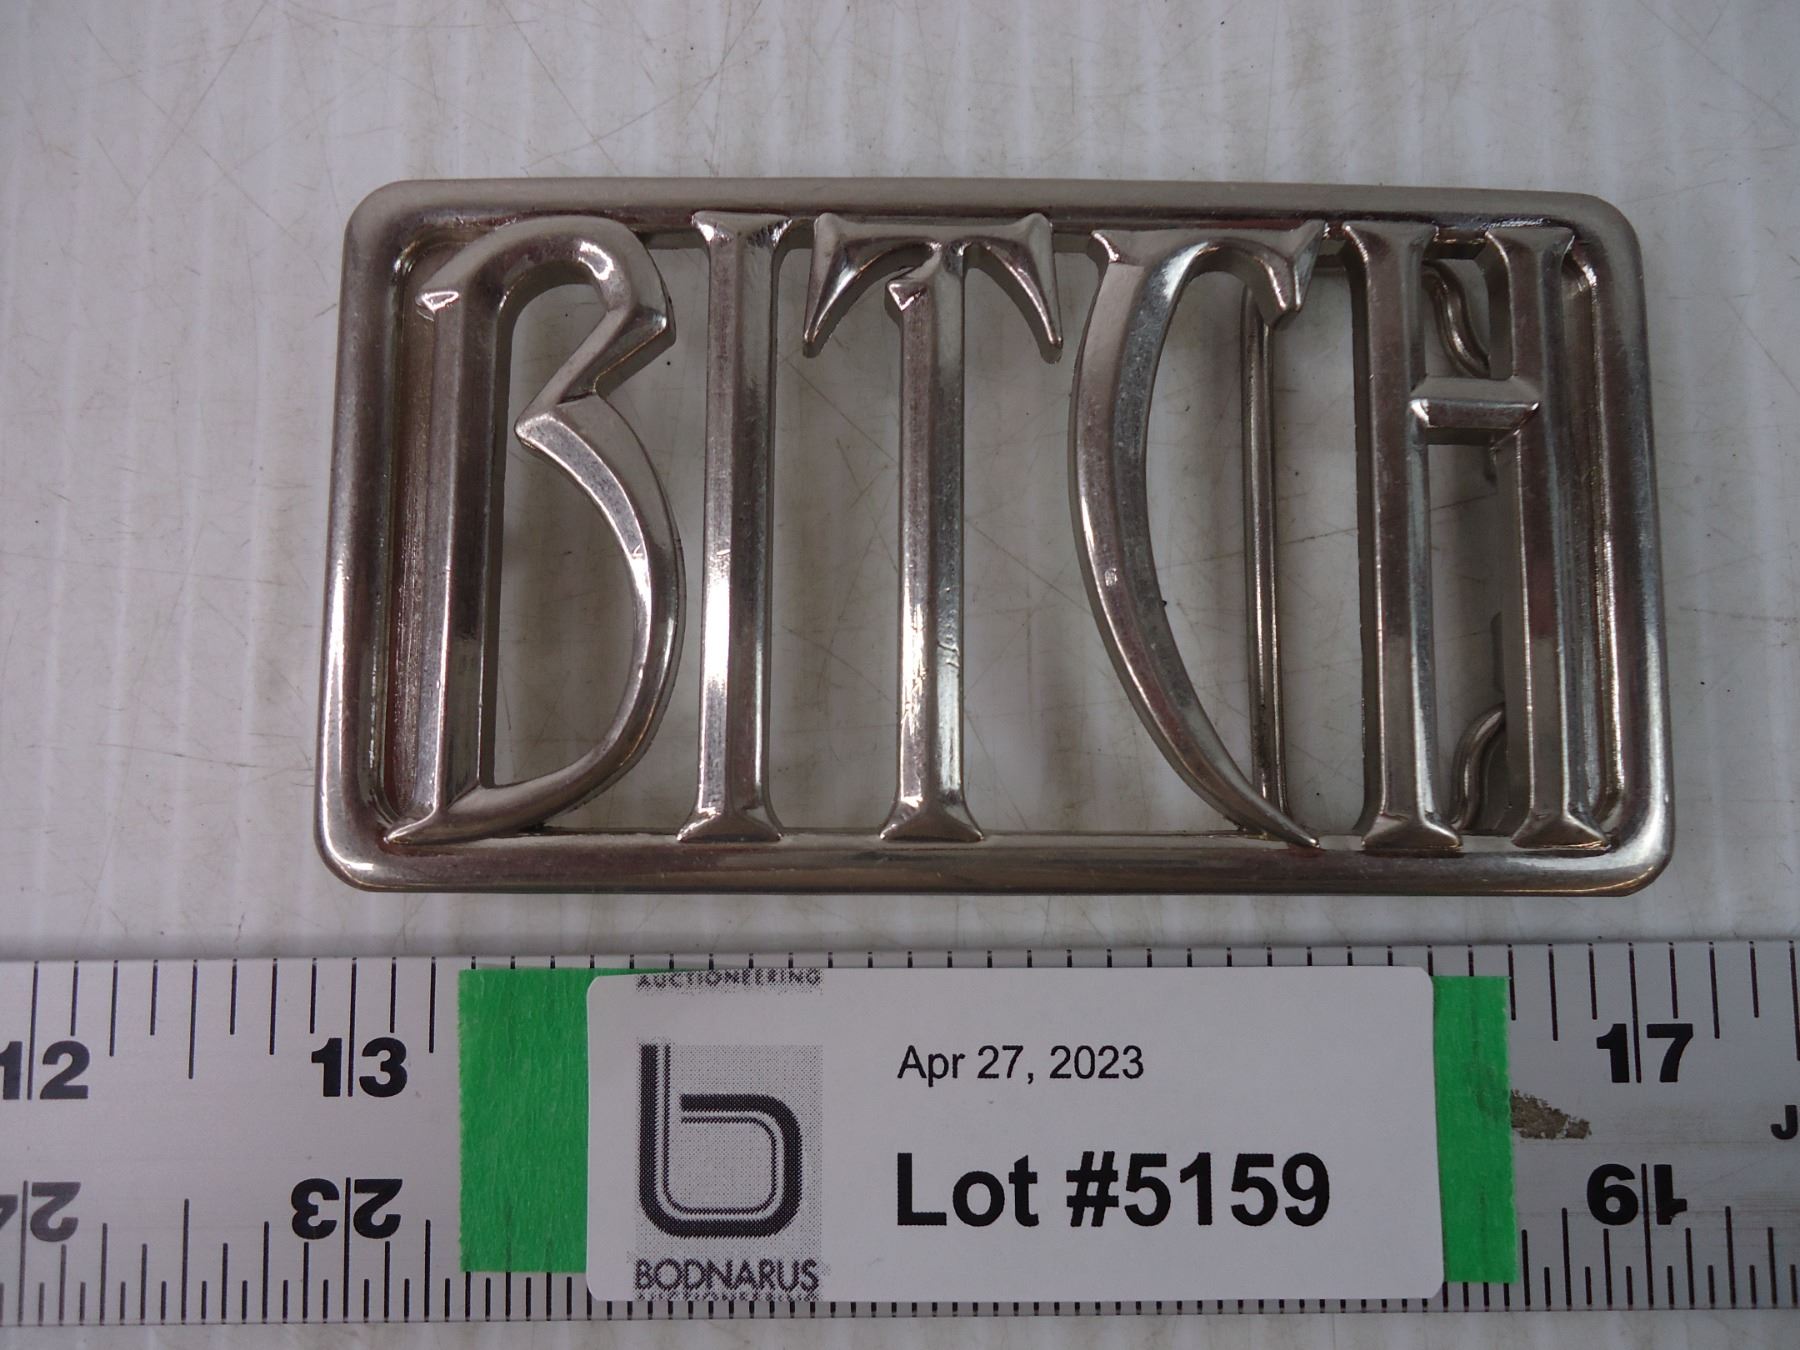 BITCH
12 13 17
J
AUCTIONEERING
Apr 27, 2023
Lot #5159
BODNARUS
24 23 19